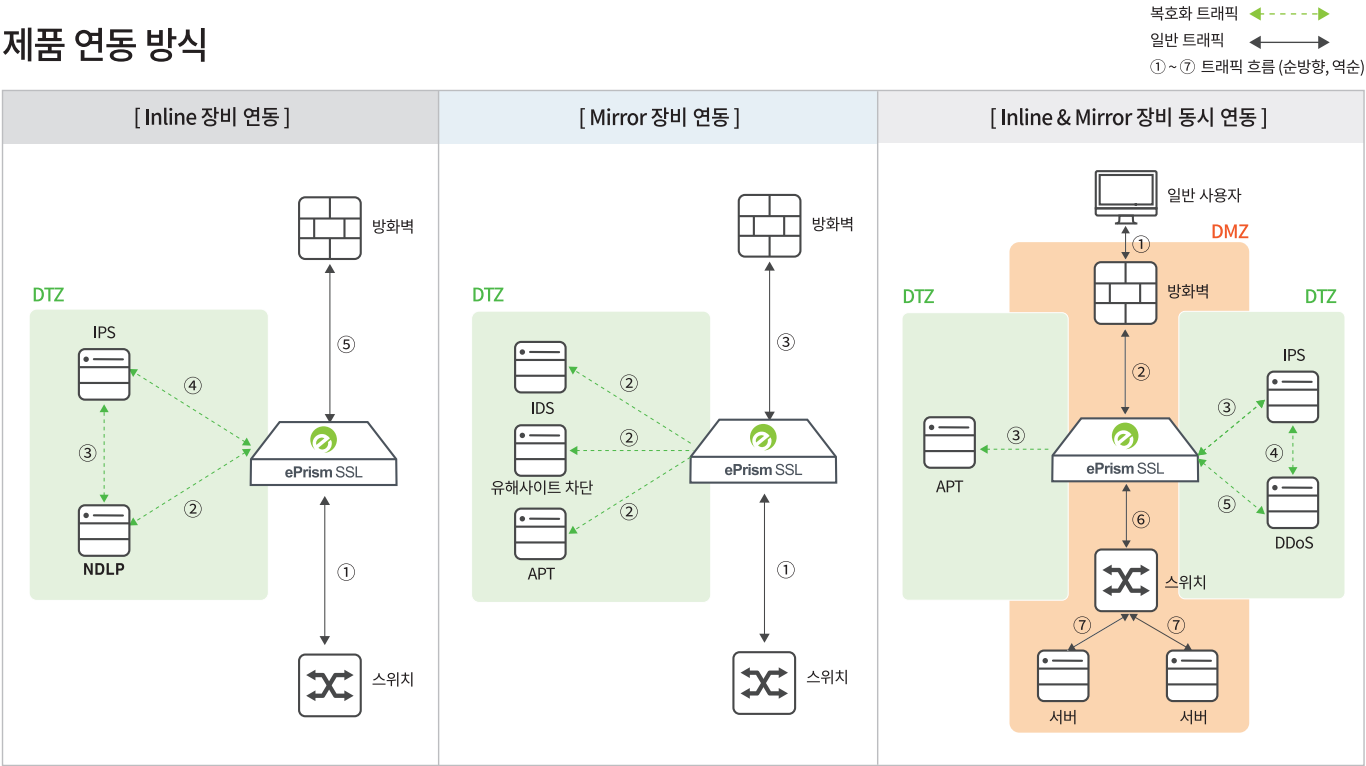 제품 연동 방식
복호화 트래픽
일반 트래픽
①~⑦ 트래픽 흐름 (순방향, 역순)
[ Inline 장비 연동 ]
방화벽
DTZ
IPS
⑤
④
③
ePrism SSL
②
NDLP
①
스위치
[ Mirror 장비 연동 ]
방화벽
DTZ
③
②
IDS
②
ePrism SSL
유해사이트 차단
②
APT
①
스위치
[ Inline & Mirror 장비 동시 연동 ]
일반 사용자
DMZ
①
방화벽
DTZ
DTZ
②
IPS
③
③
④
ePrism SSL
APT
⑤
⑥
DDoS
스위치
⑦
⑦
서버
서버